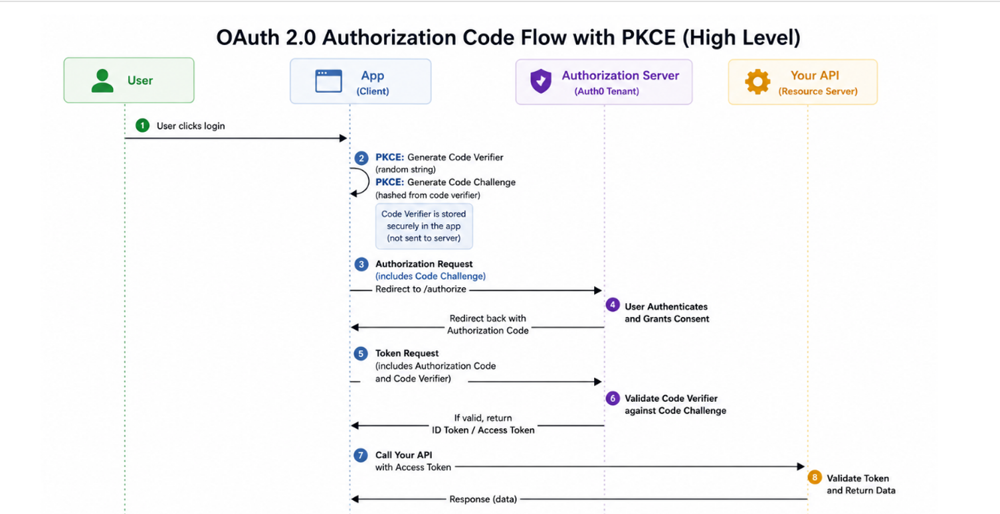 OAuth 2.0 Authorization Code Flow with PKCE (High Level)
User
App
(Client)
Authorization Server
(Auth0 Tenant)
Your API
(Resource Server)
1 User clicks login
2 PKCE: Generate Code Verifier
(random string)
PKCE: Generate Code Challenge
(hashed from code verifier)
Code Verifier is stored
securely in the app
(not sent to server)
3 Authorization Request
(includes Code Challenge)
Redirect to /authorize
4 User Authenticates
and Grants Consent
Redirect back with
Authorization Code
5 Token Request
(includes Authorization Code
and Code Verifier)
6 Validate Code Verifier
against Code Challenge
If valid, return
ID Token / Access Token
7 Call Your API
with Access Token
8 Validate Token
and Return Data
Response (data)